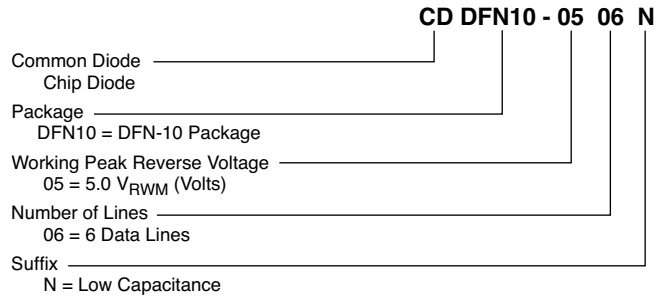 CD DFN10 - 05 06 N
Common Diode
Chip Diode
Package
DFN10 = DFN-10 Package
Working Peak Reverse Voltage
05 = 5.0 VRWM (Volts)
Number of Lines
06 = 6 Data Lines
Suffix
N = Low Capacitance